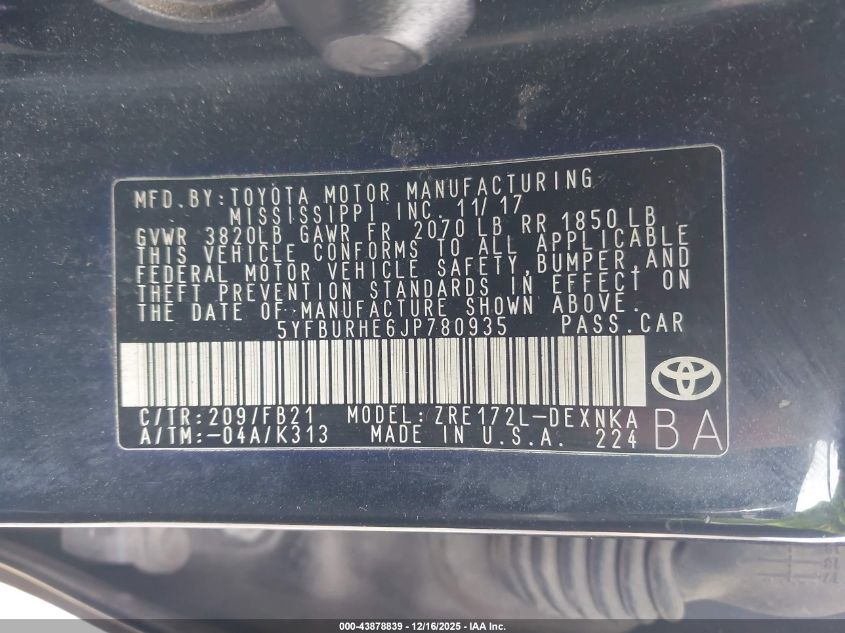 MFD.BY:TOYOTA MOTOR MANUFACTURING
MISSISSIPPI INC. 11/17
GVWR 3820LB GAWR FR 2070 LB RR 1850 LB
THIS VEHICLE CONFORMS TO ALL APPLICABLE
FEDERAL MOTOR VEHICLE SAFETY,BUMPER,AND
THEFT PREVENTION STANDARDS IN EFFECT ON
THE DATE OF MANUFACTURE SHOWN ABOVE.
5YFBURHE6JP780935 PASS.CAR
C/TR:209/FB21 MODEL:ZRE172L-DEXNKA
A/TM:-04A/K313 MADE IN U.S.A. 224
BA
000-43878839 - 12/16/2025 - IAA Inc.